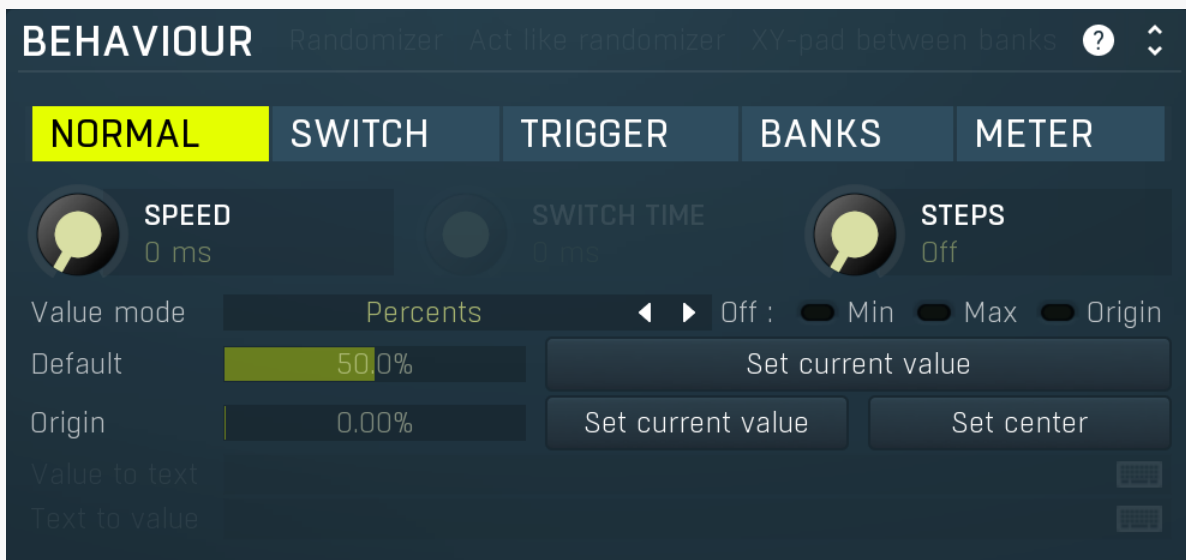 BEHAVIOUR Randomizer Act like randomizer XY-pad between banks ?
NORMAL SWITCH TRIGGER BANKS METER
SPEED SWITCH TIME STEPS
0 ms 0 ms Off
Value mode Percents Off : Min Max Origin
Default 50.0% Set current value
Origin 0.00% Set current value Set center
Value to text
Text to value